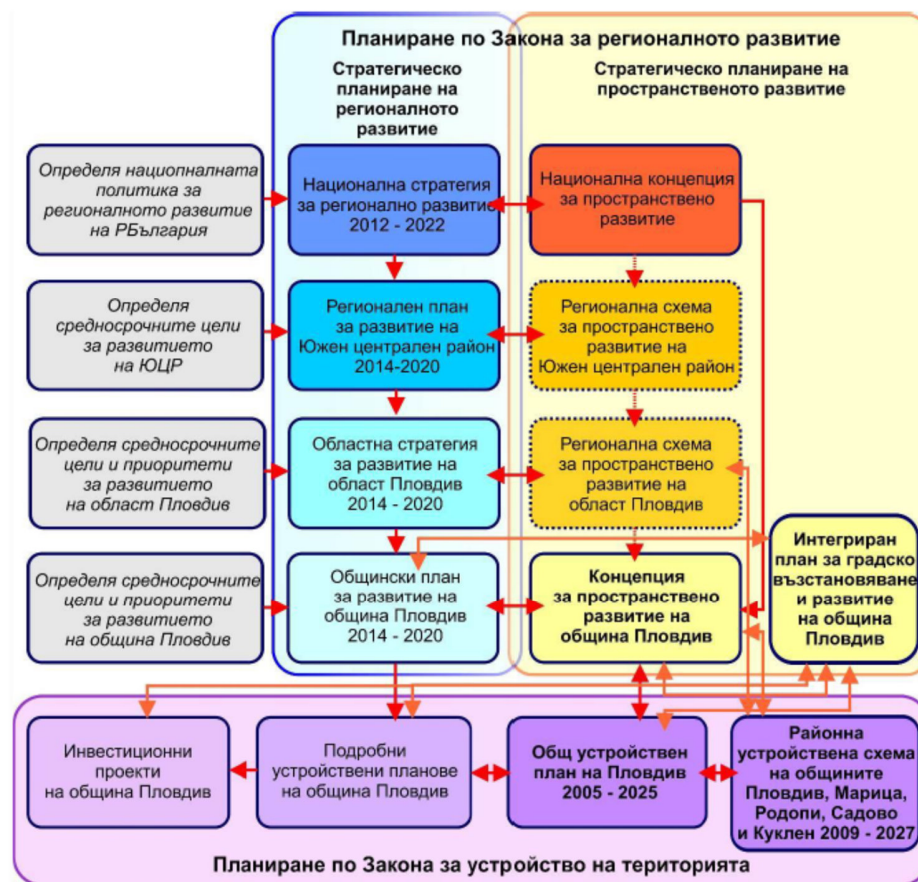 Планиране по Закона за регионалното развитие
Стратегическо
планиране на
регионалното
развитие
Стратегическо планиране на
пространственото развитие
Определя националната
политика за
регионалното развитие
на РБългария
Национална стратегия
за регионално развитие
2012 - 2022
Национална концепция
за пространствено
развитие
Определя
средносрочните цели
за развитието
на ЮЦР
Регионален план
за развитие на
Южен централен район
2014-2020
Регионална схема
за пространствено
развитие на
Южен централен район
Определя средносрочните
цели и приоритети
за развитието
на област Пловдив
Областна стратегия
за развитие на
област Пловдив
2014 - 2020
Регионална схема
за пространствено
развитие на
област Пловдив
Интегриран
план за градско
възстановяване
и развитие
на община
Пловдив
Определя средносрочните
цели и приоритети
за развитието
на община Пловдив
Общински план
за развитие на
община Пловдив
2014 - 2020
Концепция
за пространствено
развитие на
община Пловдив
Инвестиционни
проекти
на община Пловдив
Подробни
устройствени планове
на община Пловдив
Общ устройствен
план на Пловдив
2005 - 2025
Районна
устройствена схема
на общините
Пловдив, Марица,
Родопи, Садово
и Куклен 2009 - 2027
Планиране по Закона за устройство на територията